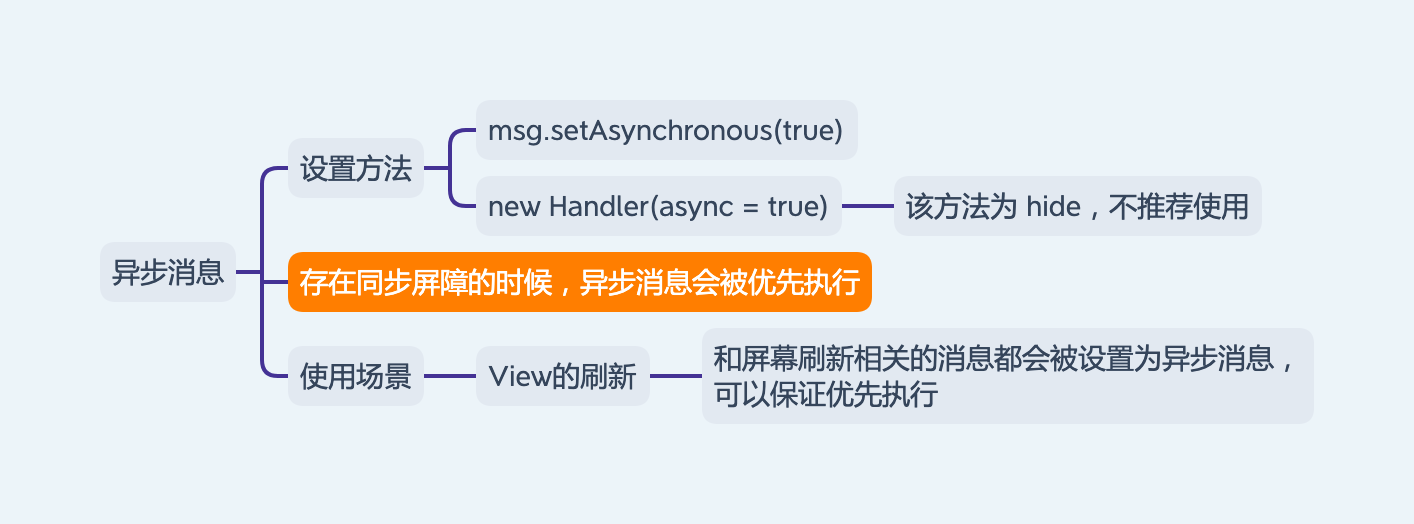 异步消息
设置方法
msg.setAsynchronous(true)
new Handler(async = true)
该方法为 hide，不推荐使用
存在同步屏障的时候，异步消息会被优先执行
使用场景
View的刷新
和屏幕刷新相关的消息都会被设置为异步消息，
可以保证优先执行